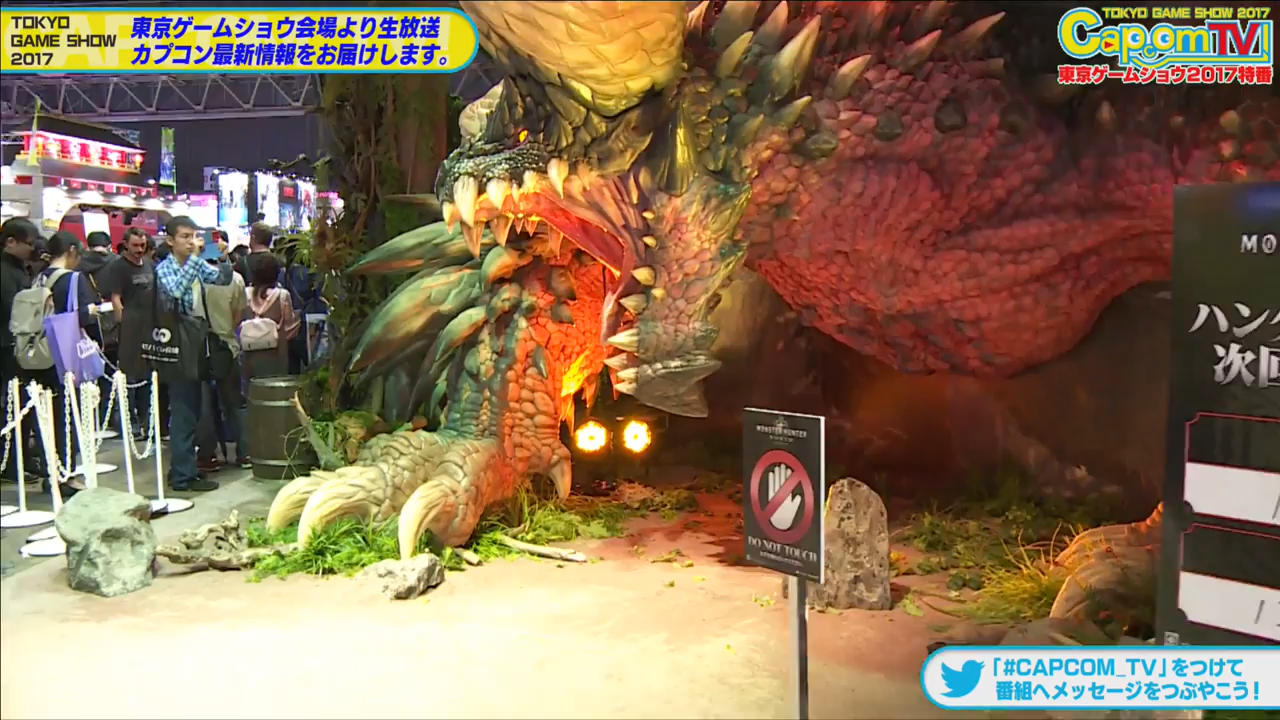 TOKYO
GAME SHOW
2017
東京ゲームショウ会場より生放送
カプコン最新情報をお届けします。
TOKYO GAME SHOW 2017
CapcomTV!
東京ゲームショウ2017特番
MO
ハン
次回
MONSTER HUNTER
WORLD
DO NOT TOUCH
「#CAPCOM_TV」をつけて
番組へメッセージをつぶやこう!